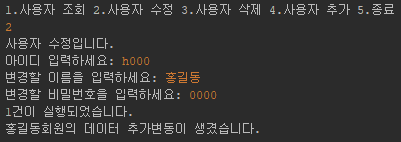 1.사용자 조회 2.사용자 수정 3.사용자 삭제 4.사용자 추가 5.종료
2
사용자 수정입니다.
아이디 입력하세요: h000
변경할 이름을 입력하세요: 홍길동
변경할 비밀번호을 입력하세요: 0000
1건이 실행되었습니다.
홍길동회원의 데이터 추가변동이 생겼습니다.